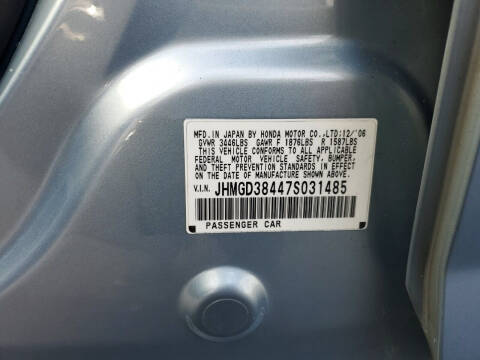 MFD. IN JAPAN BY HONDA MOTOR CO., LTD: 12/'06
GVWR 3446LBS GAWR F 1876LBS R 1587LBS
THIS VEHICLE CONFORMS TO ALL APPLICABLE
FEDERAL MOTOR VEHICLE SAFETY, BUMPER,
AND THEFT PREVENTION STANDARDS IN EFFECT
ON THE DATE OF MANUFACTURE SHOWN ABOVE.
V.I.N. JHMGD38447S031485
PASSENGER CAR